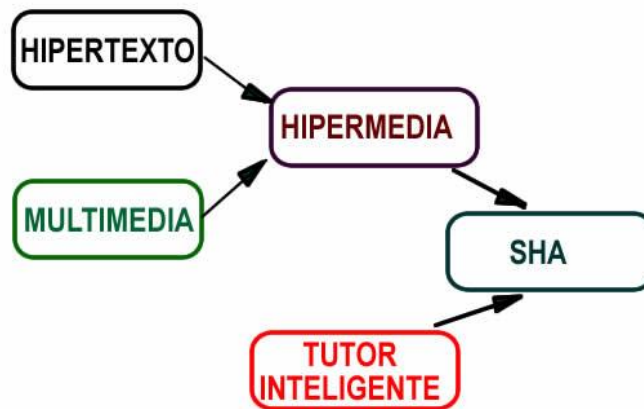 HIPERTEXTO
HIPERMEDIA
MULTIMEDIA
SHA
TUTOR
INTELIGENTE